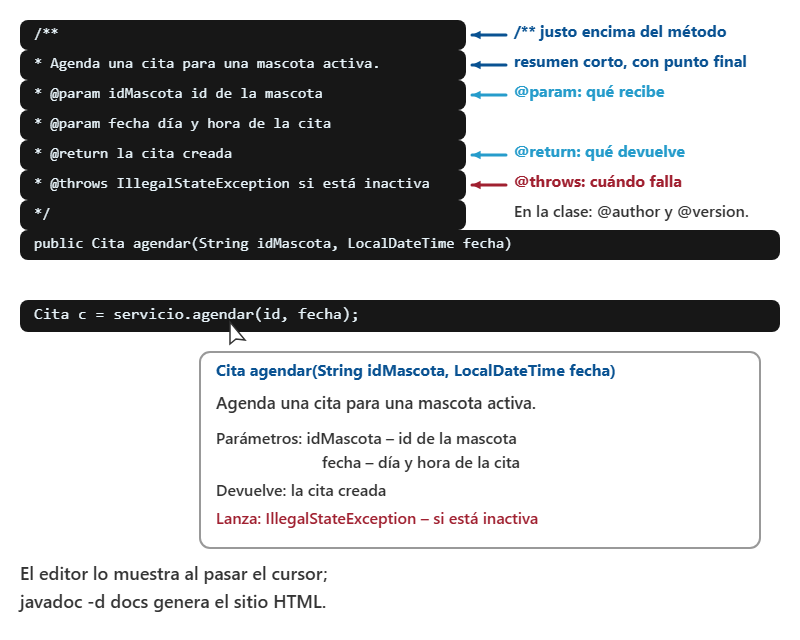 /** /** justo encima del método
* Agenda una cita para una mascota activa. resumen corto, con punto final
* @param idMascota id de la mascota @param: qué recibe
* @param fecha día y hora de la cita
* @return la cita creada @return: qué devuelve
* @throws IllegalStateException si está inactiva @throws: cuándo falla
*/ En la clase: @author y @version.
public Cita agendar(String idMascota, LocalDateTime fecha)
Cita c = servicio.agendar(id, fecha);
Cita agendar(String idMascota, LocalDateTime fecha)
Agenda una cita para una mascota activa.
Parámetros: idMascota – id de la mascota
fecha – día y hora de la cita
Devuelve: la cita creada
Lanza: IllegalStateException – si está inactiva
El editor lo muestra al pasar el cursor;
javadoc -d docs genera el sitio HTML.